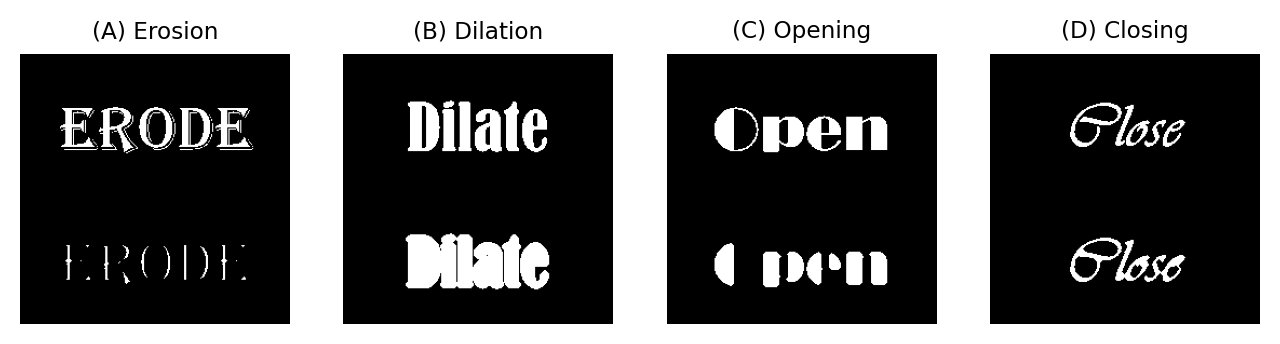 (A) Erosion
(B) Dilation
(C) Opening
(D) Closing
ERODE
Dilate
Open
Close
ERODE
Dilate
Open
Close